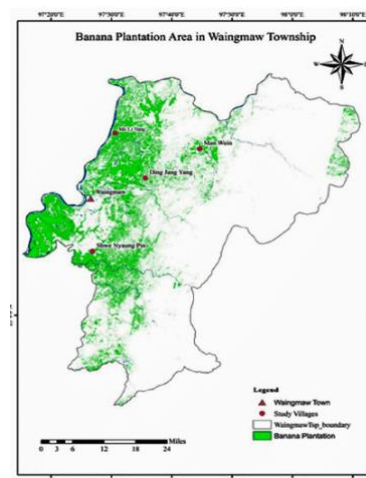 97°20'0"E 97°30'0"E 97°40'0"E 97°50'0"E 98°0'0"E 98°10'0"E
Banana Plantation Area in Waingmaw Township
N
W E
S
Man Wein
Ding Jang Yang
Waingmaw
Shwe Nyaung Pin
Legend
Waingmaw Town
Study Villages
WaingmawTsp_boundary
Banana Plantation
Miles
0 3 6 12 18 24